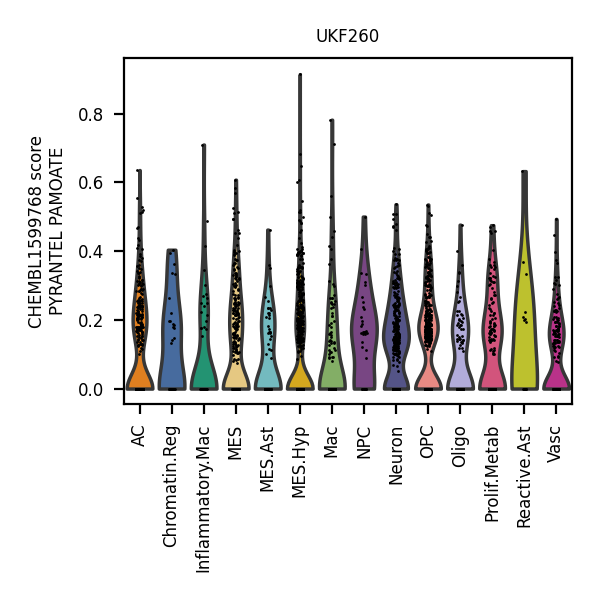 UKF260
CHEMBL1599768 score
PYRANTEL PAMOATE
0.8
0.6
0.4
0.2
0.0
AC
Chromatin.Reg
Inflammatory.Mac
MES
MES.Ast
MES.Hyp
Mac
NPC
Neuron
OPC
Oligo
Prolif.Metab
Reactive.Ast
Vasc